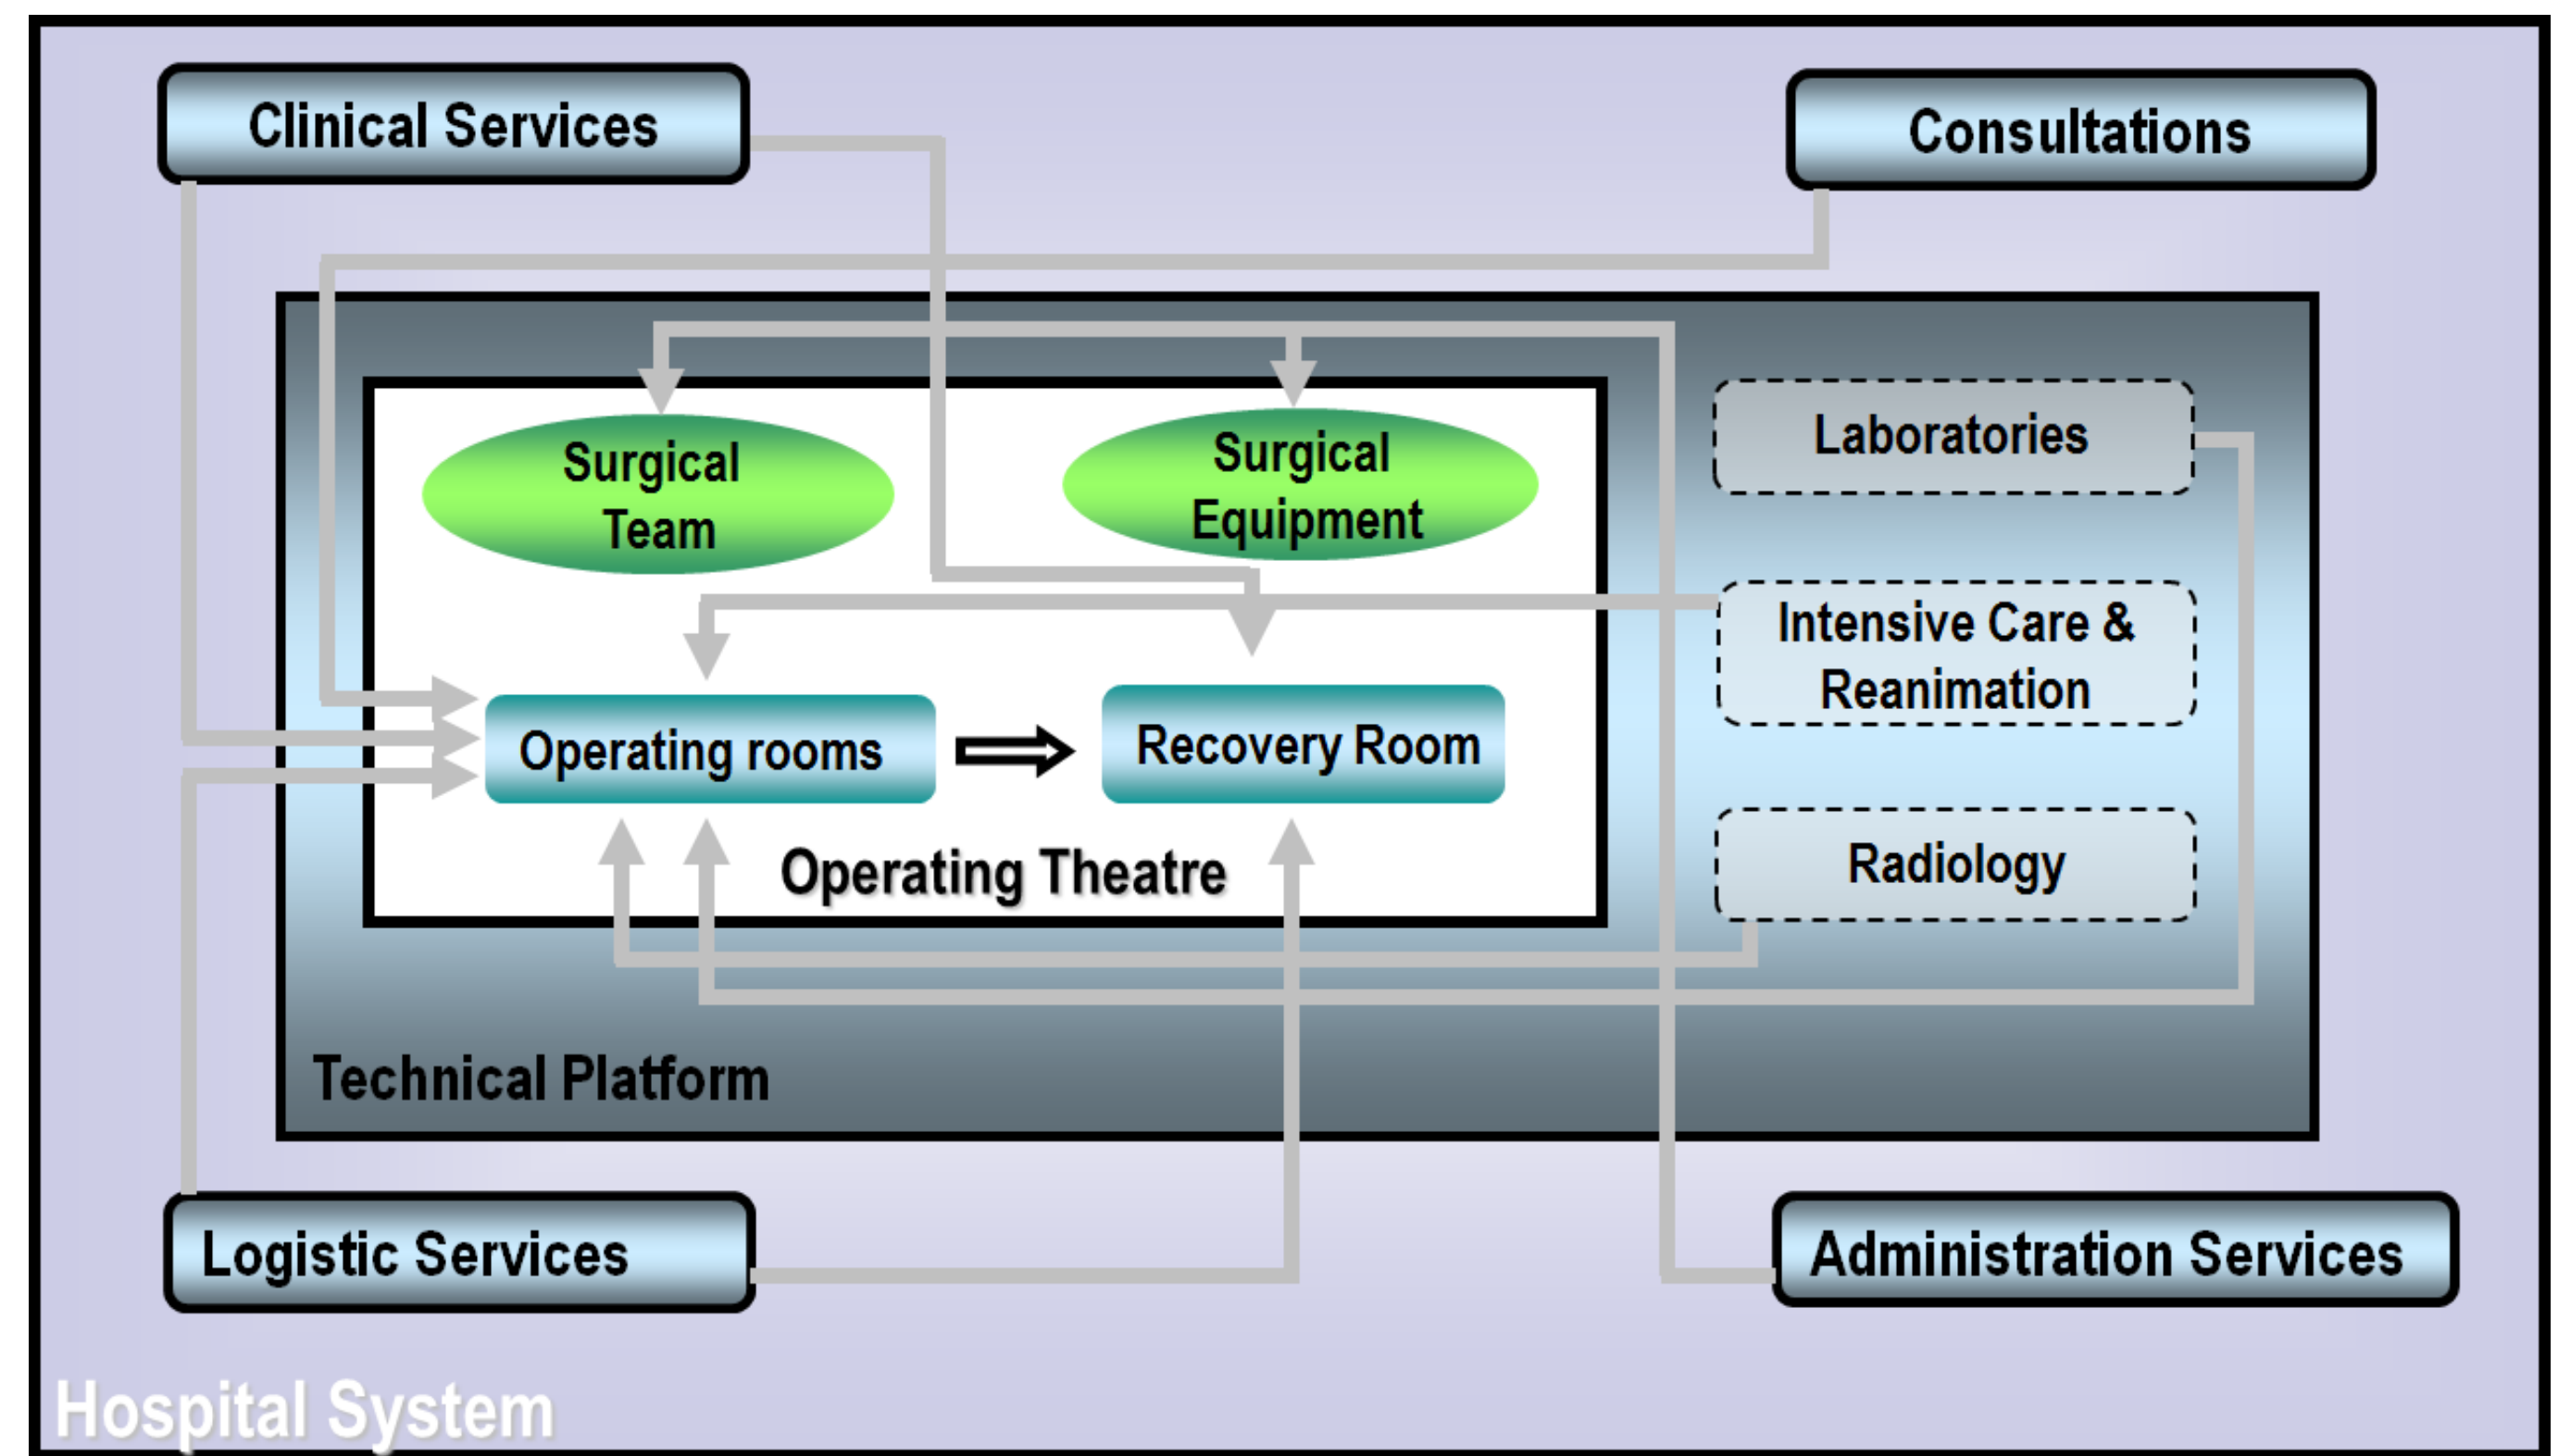 Clinical Services
Consultations
Surgical
Team
Surgical
Equipment
Laboratories
Intensive Care &
Reanimation
Operating rooms
Recovery Room
Radiology
Operating Theatre
Technical Platform
Logistic Services
Administration Services
Hospital System